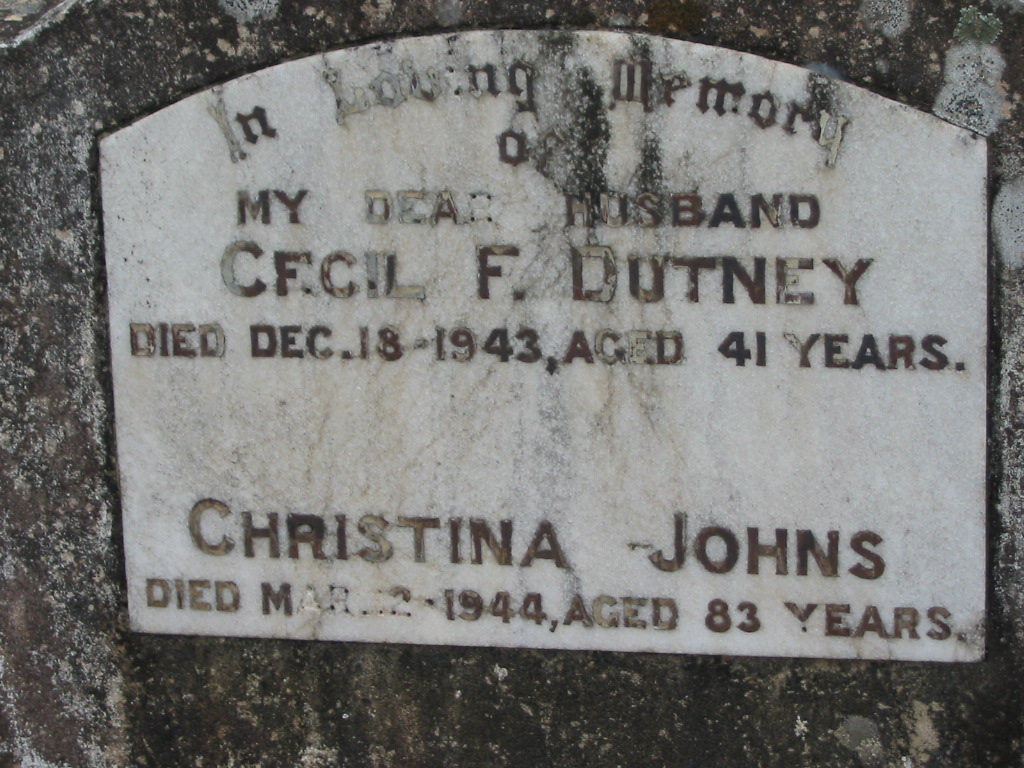 In Loving Memory
of
MY DEAR HUSBAND
CECIL F. DUTNEY
DIED DEC. 18-1943, AGED 41 YEARS.
CHRISTINA JOHNS
DIED MAR. 12-1944, AGED 83 YEARS.